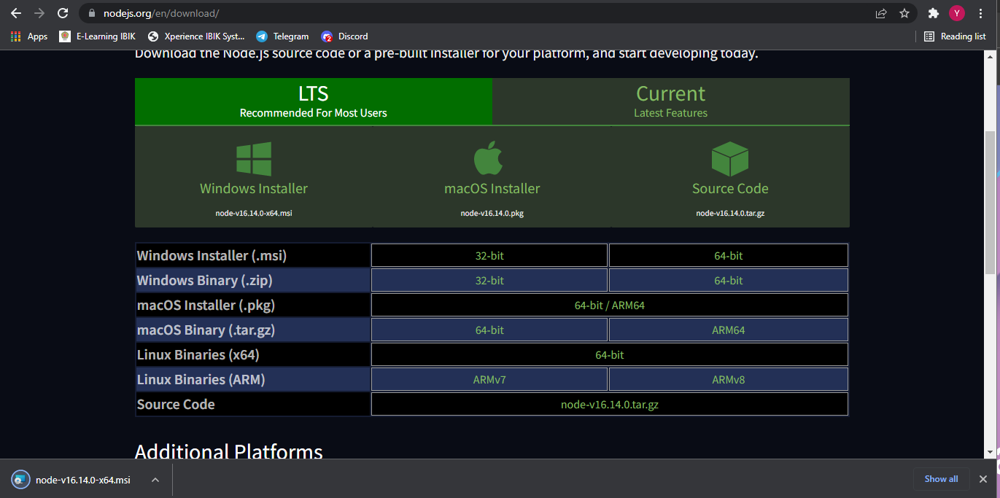 nodejs.org/en/download/
Y
Apps
E-Learning IBIK
Xperience IBIK Syst...
Telegram
2
Discord
Reading list
Download the Node.js source code or a pre-built installer for your platform, and start developing today.
LTS
Recommended For Most Users
Current
Latest Features
Windows Installer
node-v16.14.0-x64.msi
macOS Installer
node-v16.14.0.pkg
Source Code
node-v16.14.0.tar.gz
Windows Installer (.msi) 32-bit 64-bit
Windows Binary (.zip) 32-bit 64-bit
macOS Installer (.pkg) 64-bit / ARM64
macOS Binary (.tar.gz) 64-bit ARM64
Linux Binaries (x64) 64-bit
Linux Binaries (ARM) ARMv7 ARMv8
Source Code node-v16.14.0.tar.gz
Additional Platforms
node-v16.14.0-x64.msi
Show all